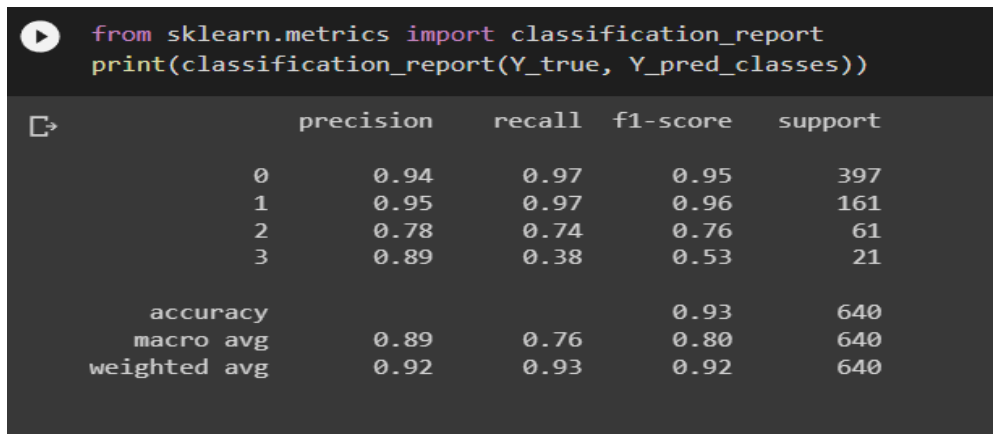 from sklearn.metrics import classification_report
print(classification_report(Y_true, Y_pred_classes))
precision recall f1-score support
0 0.94 0.97 0.95 397
1 0.95 0.97 0.96 161
2 0.78 0.74 0.76 61
3 0.89 0.38 0.53 21
accuracy 0.93 640
macro avg 0.89 0.76 0.80 640
weighted avg 0.92 0.93 0.92 640